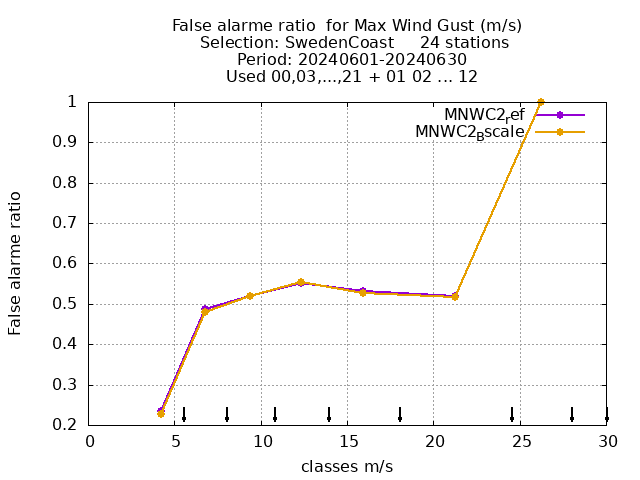 False alarme ratio  for Max Wind Gust (m/s)
Selection: SwedenCoast     24 stations
Period: 20240601-20240630
Used 00,03,...,21 + 01 02 ... 12
MNWC2ref
MNWC2Bscale
1
0.9
0.8
0.7
0.6
0.5
0.4
0.3
0.2
False alarme ratio
0 5 10 15 20 25 30
classes m/s